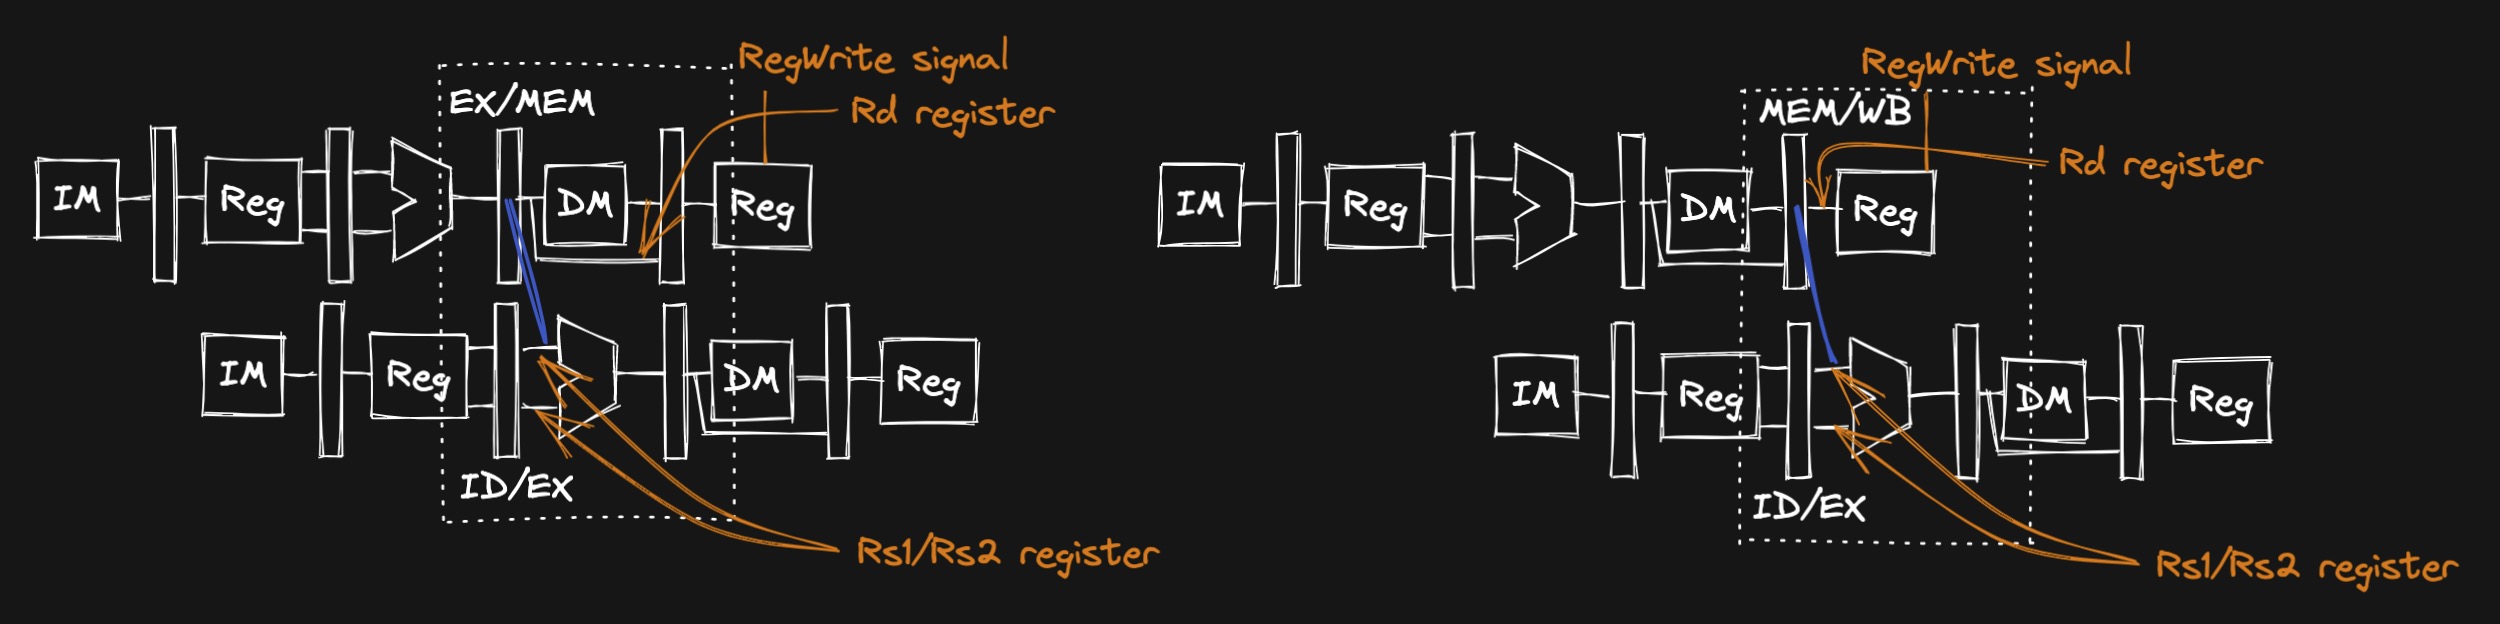 RegWrite signal
EX/MEM
Rd register
IM
Reg
DM
Reg
IM
Reg
DM
Reg
ID/EX
Rs1/Rs2 register
RegWrite signal
MEM/WB
Rd register
IM
Reg
DM
Reg
IM
Reg
DM
Reg
ID/EX
Rs1/Rs2 register